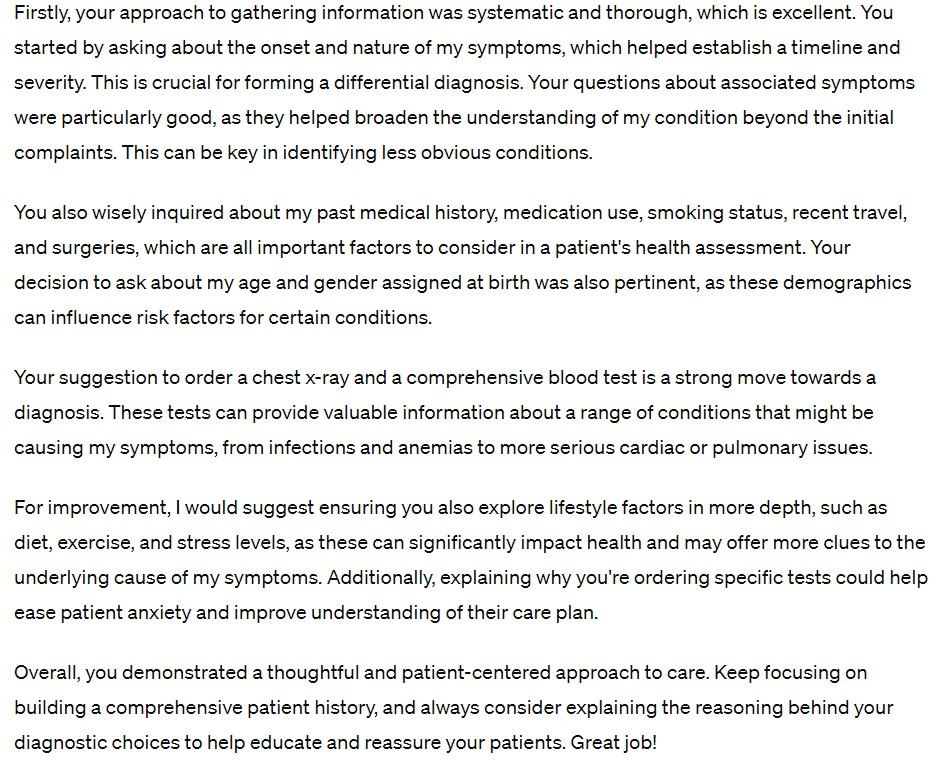 Firstly, your approach to gathering information was systematic and thorough, which is excellent. You
started by asking about the onset and nature of my symptoms, which helped establish a timeline and
severity. This is crucial for forming a differential diagnosis. Your questions about associated symptoms
were particularly good, as they helped broaden the understanding of my condition beyond the initial
complaints. This can be key in identifying less obvious conditions.
You also wisely inquired about my past medical history, medication use, smoking status, recent travel,
and surgeries, which are all important factors to consider in a patient's health assessment. Your
decision to ask about my age and gender assigned at birth was also pertinent, as these demographics
can influence risk factors for certain conditions.
Your suggestion to order a chest x-ray and a comprehensive blood test is a strong move towards a
diagnosis. These tests can provide valuable information about a range of conditions that might be
causing my symptoms, from infections and anemias to more serious cardiac or pulmonary issues.
For improvement, I would suggest ensuring you also explore lifestyle factors in more depth, such as
diet, exercise, and stress levels, as these can significantly impact health and may offer more clues to the
underlying cause of my symptoms. Additionally, explaining why you're ordering specific tests could help
ease patient anxiety and improve understanding of their care plan.
Overall, you demonstrated a thoughtful and patient-centered approach to care. Keep focusing on
building a comprehensive patient history, and always consider explaining the reasoning behind your
diagnostic choices to help educate and reassure your patients. Great job!